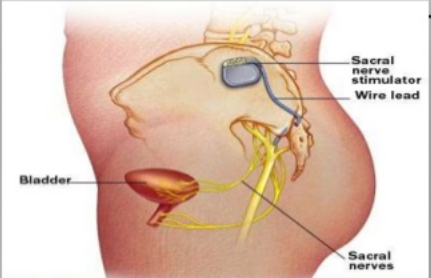 Sacral
nerve
stimulator
Wire lead
Bladder
Sacral
nerves